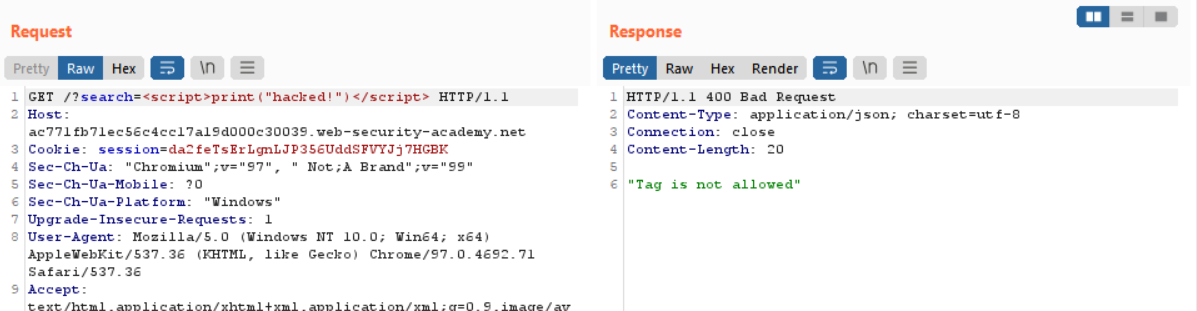 Request
Pretty Raw Hex \n
1 GET /?search=<script>print("hacked!")</script> HTTP/1.1
2 Host:
ac771fb71ec56c4cc17a19d000c30039.web-security-academy.net
3 Cookie: session=da2feTsErLgnLJP356UddSFVYJj7HGBK
4 Sec-Ch-Ua: "Chromium";v="97", " Not;A Brand";v="99"
5 Sec-Ch-Ua-Mobile: ?0
6 Sec-Ch-Ua-Platform: "Windows"
7 Upgrade-Insecure-Requests: 1
8 User-Agent: Mozilla/5.0 (Windows NT 10.0; Win64; x64)
AppleWebKit/537.36 (KHTML, like Gecko) Chrome/97.0.4692.71
Safari/537.36
9 Accept:
text/html,application/xhtml+xml,application/xml;q=0.9,image/av
Response
Pretty Raw Hex Render \n
1 HTTP/1.1 400 Bad Request
2 Content-Type: application/json; charset=utf-8
3 Connection: close
4 Content-Length: 20
5
6 "Tag is not allowed"